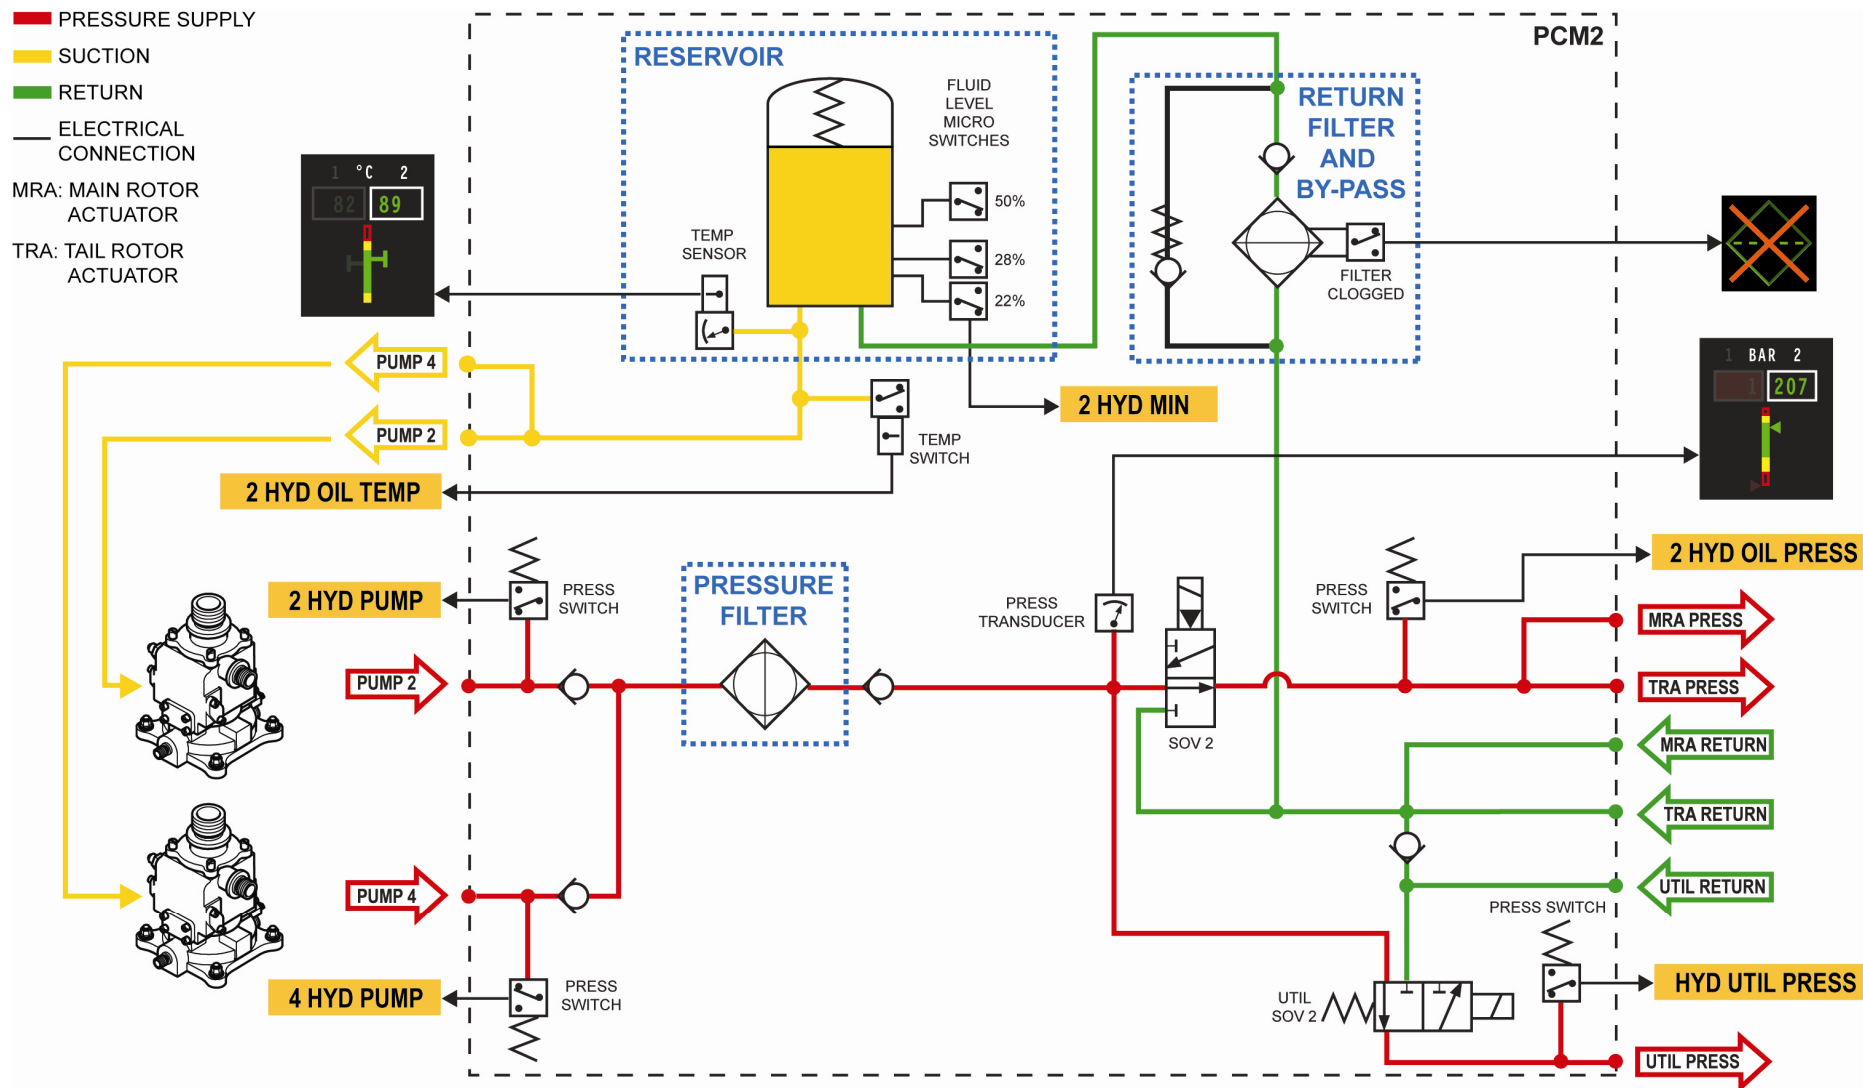 PRESSURE SUPPLY
SUCTION
RETURN
ELECTRICAL
CONNECTION
MRA: MAIN ROTOR
ACTUATOR
TRA: TAIL ROTOR
ACTUATOR
PCM2
RESERVOIR
FLUID
LEVEL
MICRO
SWITCHES
50%
28%
22%
TEMP
SENSOR
1 °C 2
82 89
RETURN
FILTER
AND
BY-PASS
FILTER
CLOGGED
PUMP 4
PUMP 2
2 HYD MIN
TEMP
SWITCH
2 HYD OIL TEMP
1 BAR 2
1 207
2 HYD PUMP
PRESS
SWITCH
PRESSURE
FILTER
PRESS
TRANSDUCER
SOV 2
PRESS
SWITCH
2 HYD OIL PRESS
MRA PRESS
TRA PRESS
MRA RETURN
TRA RETURN
UTIL RETURN
PUMP 2
PUMP 4
4 HYD PUMP
PRESS
SWITCH
PRESS SWITCH
UTIL
SOV 2
HYD UTIL PRESS
UTIL PRESS